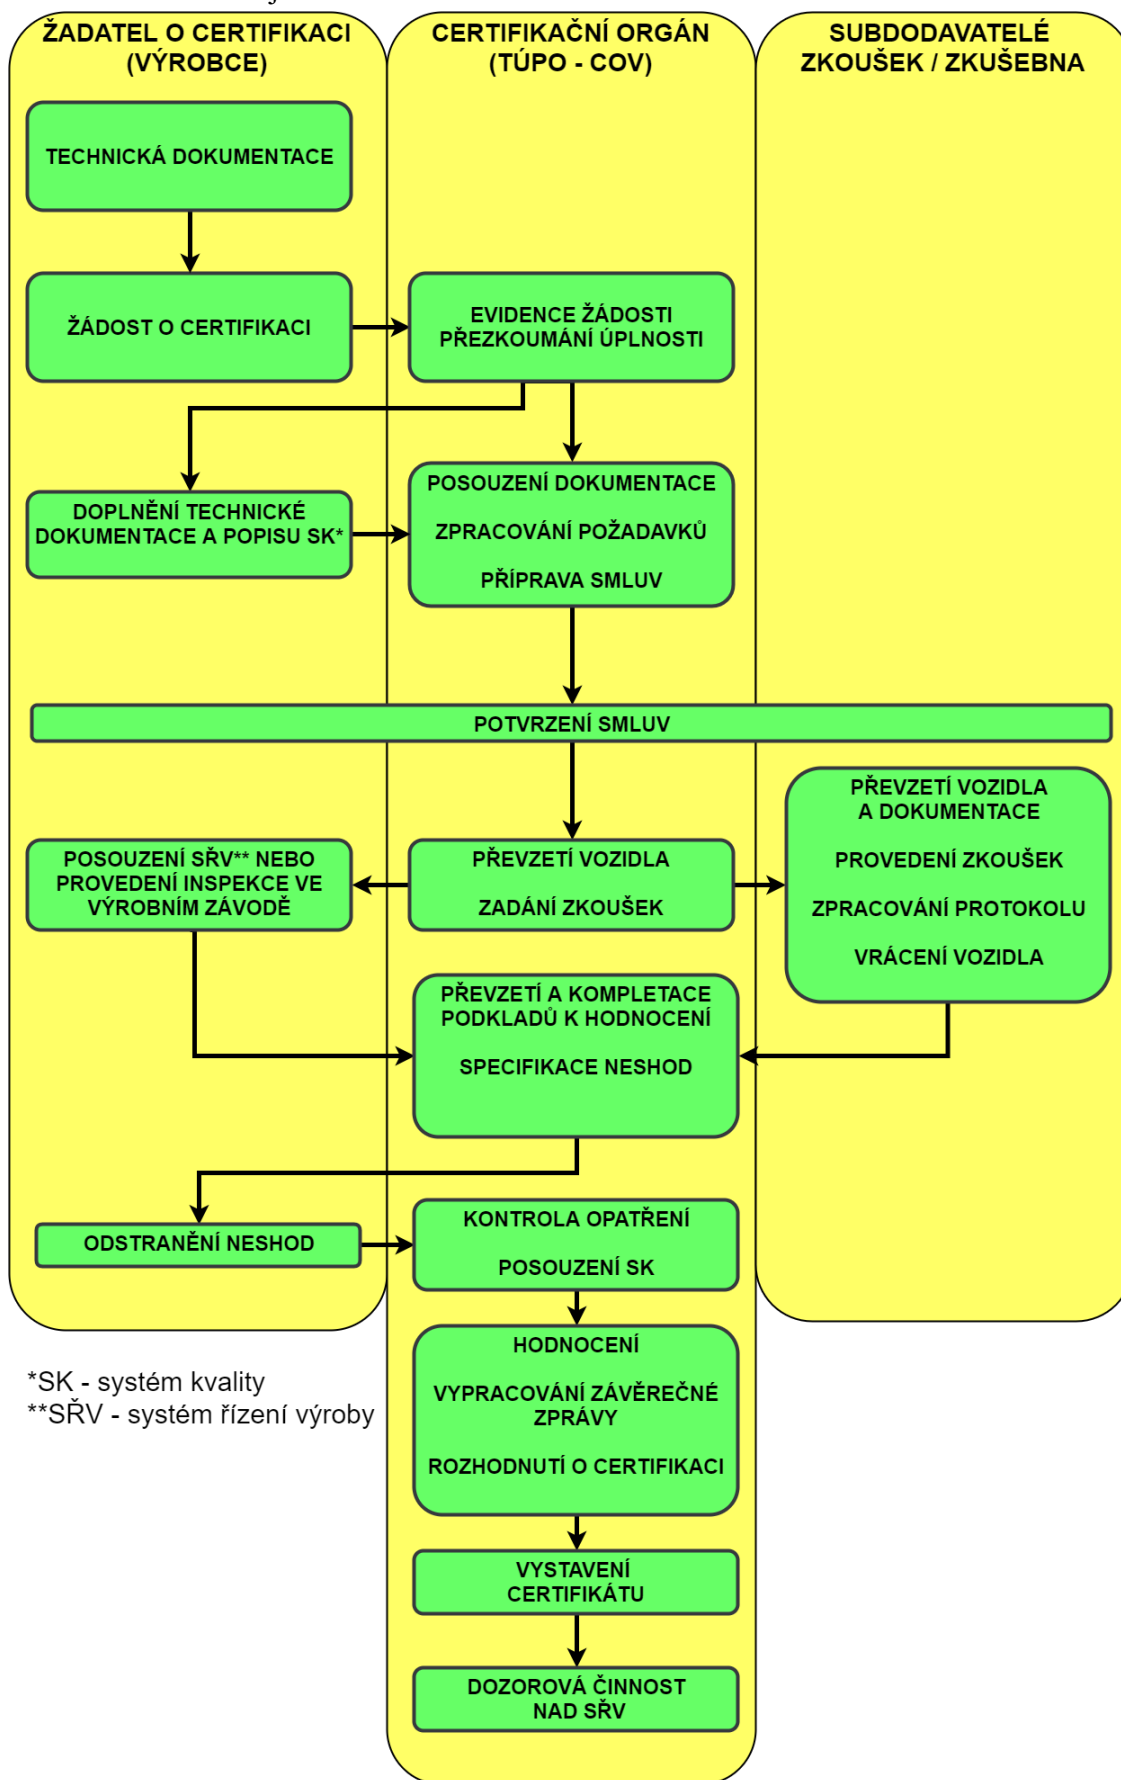 ŽADATEL O CERTIFIKACI
(VÝROBCE)
CERTIFIKAČNÍ ORGÁN
(TÚPO - COV)
SUBDODAVATELÉ
ZKOUŠEK / ZKUŠEBNA
TECHNICKÁ DOKUMENTACE
ŽÁDOST O CERTIFIKACI
EVIDENCE ŽÁDOSTI
PŘEZKOUMÁNÍ ÚPLNOSTI
DOPLNĚNÍ TECHNICKÉ
DOKUMENTACE A POPISU SK*
POSOUZENÍ DOKUMENTACE
ZPRACOVÁNÍ POŽADAVKŮ
PŘÍPRAVA SMLUV
POTVRZENÍ SMLUV
POSOUZENÍ SŘV** NEBO
PROVEDENÍ INSPEKCE VE
VÝROBNÍM ZÁVODĚ
PŘEVZETÍ VOZIDLA
ZADÁNÍ ZKOUŠEK
PŘEVZETÍ VOZIDLA
A DOKUMENTACE
PROVEDENÍ ZKOUŠEK
ZPRACOVÁNÍ PROTOKOLU
VRÁCENÍ VOZIDLA
PŘEVZETÍ A KOMPLETACE
PODKLADŮ K HODNOCENÍ
SPECIFIKACE NESHOD
ODSTRANĚNÍ NESHOD
KONTROLA OPATŘENÍ
POSOUZENÍ SK
HODNOCENÍ
VYPRACOVÁNÍ ZÁVĚREČNÉ
ZPRÁVY
ROZHODNUTÍ O CERTIFIKACI
*SK - systém kvality
**SŘV - systém řízení výroby
VYSTAVENÍ
CERTIFIKÁTU
DOZOROVÁ ČINNOST
NAD SŘV